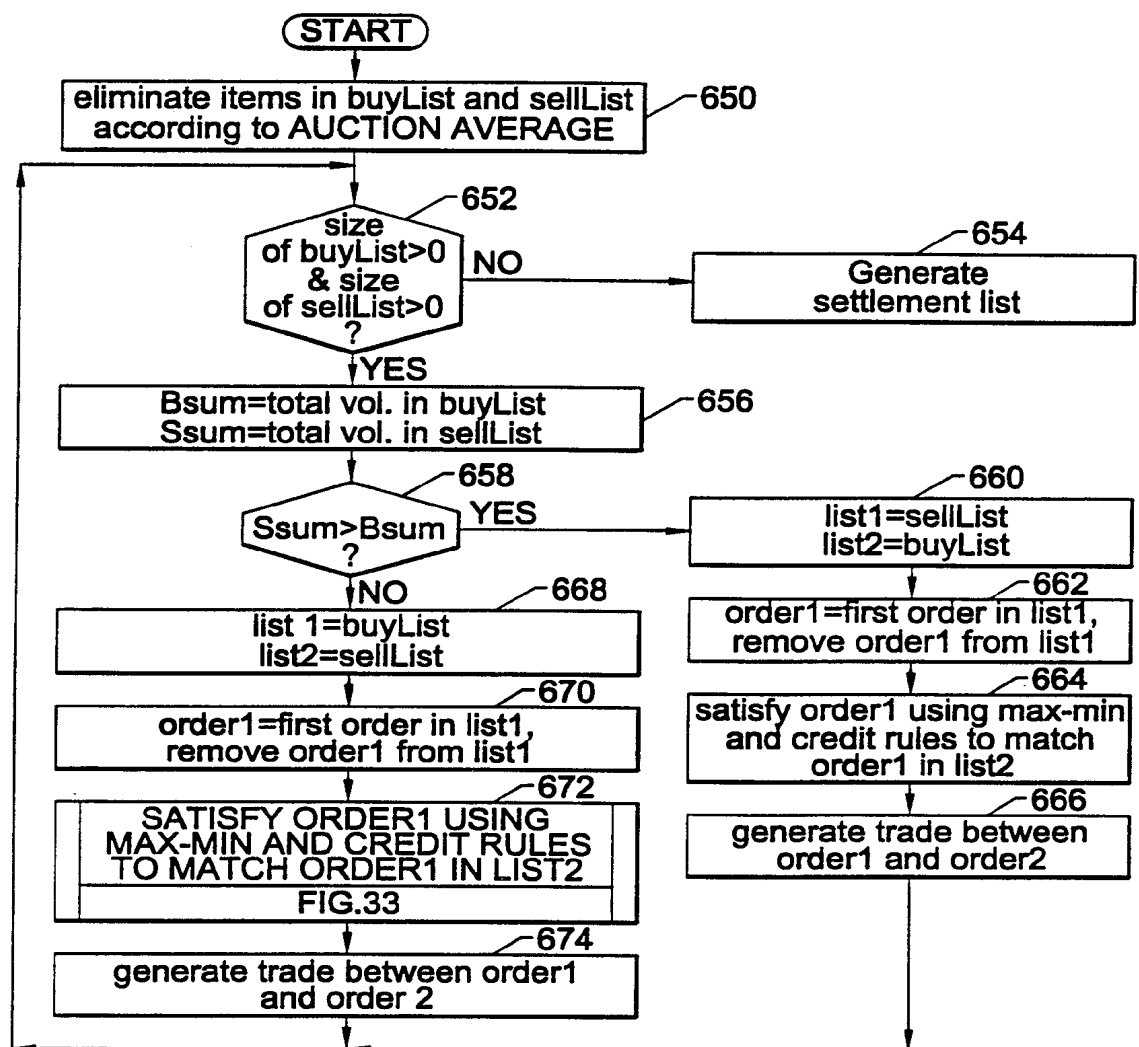 START
eliminate items in buyList and sellList
according to AUCTION AVERAGE
650
652
size
of buyList>0
& size
of sellList>0
?
NO
654
Generate
settlement list
YES
Bsum=total vol. in buyList
Ssum=total vol. in sellList
656
658
Ssum>Bsum
?
YES
660
list1=sellList
list2=buyList
NO
668
list 1=buyList
list2=sellList
662
order1=first order in list1,
remove order1 from list1
670
order1=first order in list1,
remove order1 from list1
664
satisfy order1 using max-min
and credit rules to match
order1 in list2
672
SATISFY ORDER1 USING
MAX-MIN AND CREDIT RULES
TO MATCH ORDER1 IN LIST2
FIG.33
666
generate trade between
order1 and order2
674
generate trade between order1
and order 2